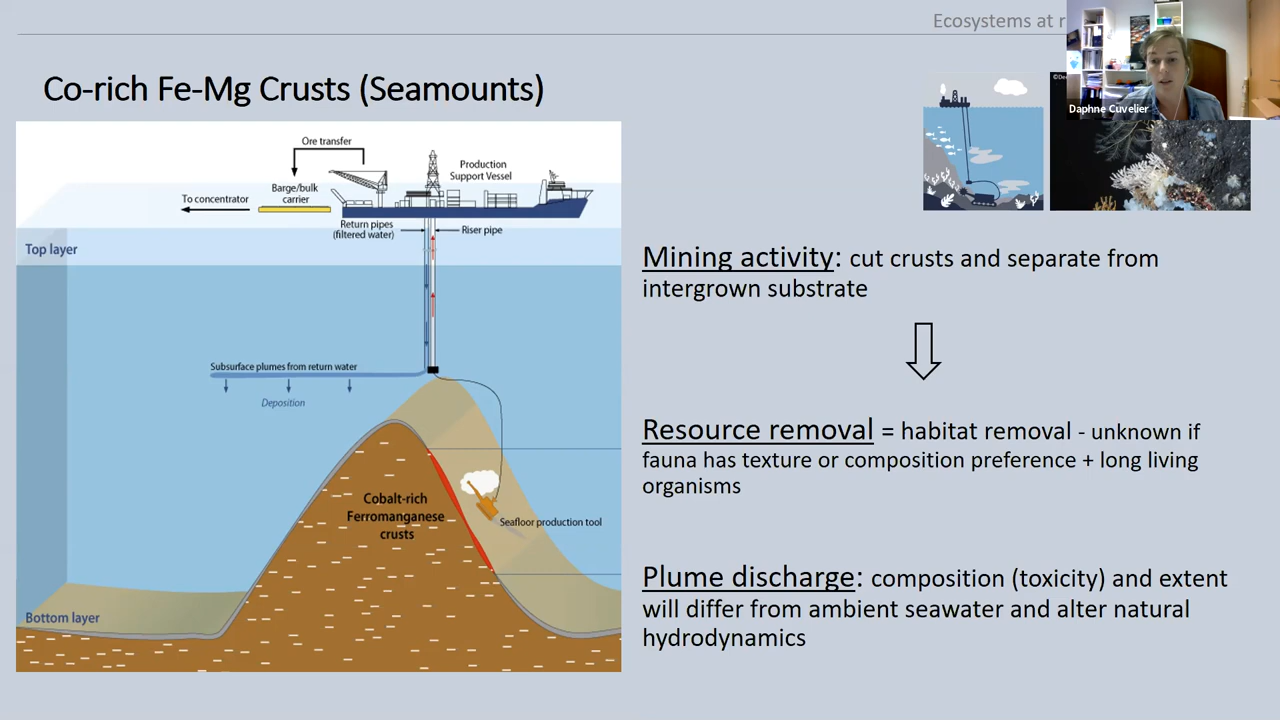 Ecosystems at r
Daphne Cuvelier
Co-rich Fe-Mg Crusts (Seamounts)
Ore transfer
Production
Support Vessel
Barge/bulk
carrier
To concentrator
Return pipes
(filtered water)
Riser pipe
Top layer
Subsurface plumes from return water
Deposition
Cobalt-rich
Ferromanganese
crusts
Seafloor production tool
Bottom layer
Mining activity: cut crusts and separate from
intergrown substrate
Resource removal = habitat removal - unknown if
fauna has texture or composition preference + long living
organisms
Plume discharge: composition (toxicity) and extent
will differ from ambient seawater and alter natural
hydrodynamics